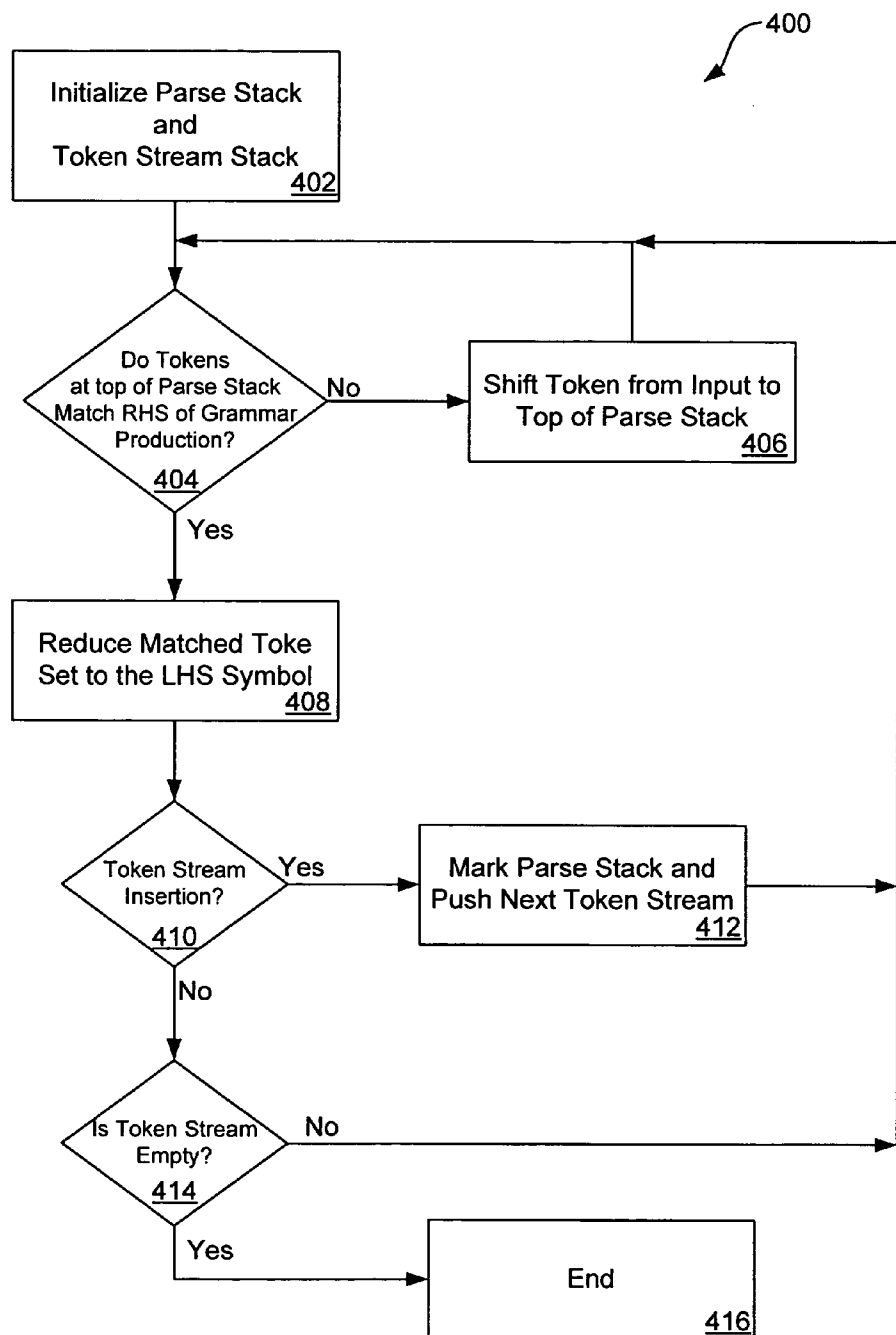 400
Initialize Parse Stack
and
Token Stream Stack
402
Do Tokens
at top of Parse Stack
Match RHS of Grammar
Production?
404
No
Shift Token from Input to
Top of Parse Stack
406
Yes
Reduce Matched Toke
Set to the LHS Symbol
408
Token Stream
Insertion?
410
Yes
Mark Parse Stack and
Push Next Token Stream
412
No
Is Token Stream
Empty?
414
No
Yes
End
416